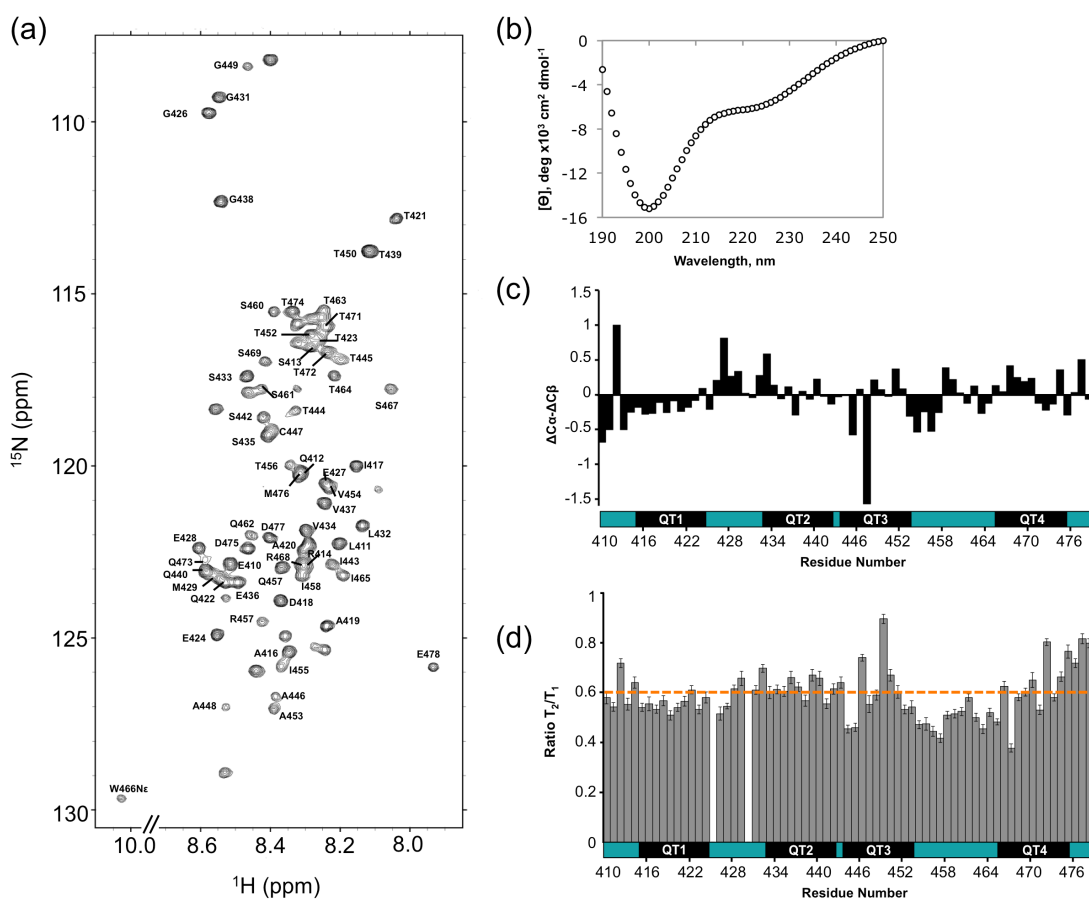 (a)
G449
G431
G426
G438
T421
T450 T439
S460 T474 T463
T471
T452 T423
S413 T445
S469 T472
S433 T464
S461 S467
S442 T444
S435 C447
T456 Q412 I417
M476 E427
V454
V437
Q462 D477 V434 L432
E428 D475 A420 L411
R468 R414
Q473 E410 I443
Q440 Q457 I465
M429 E436 I458
Q422
D418
R457 A419
E424
A416 E478
I455
A446
A448 A453
W466Nε
110
115
120
125
130
15N (ppm)
10.0 8.6 8.4 8.2 8.0
1H (ppm)
(b)
0
-4
-8
-12
-16
[Θ], deg x10³ cm² dmol-1
190 200 210 220 230 240 250
Wavelength, nm
(c)
1.5
1
0.5
0
-0.5
-1
-1.5
ΔCα-ΔCβ
QT1 QT2 QT3 QT4
410 416 422 428 434 440 446 452 458 464 470 476
Residue Number
(d)
1
0.8
0.6
0.4
0.2
0
Ratio T2/T1
QT1 QT2 QT3 QT4
410 416 422 428 434 440 446 452 458 464 470 476
Residue Number